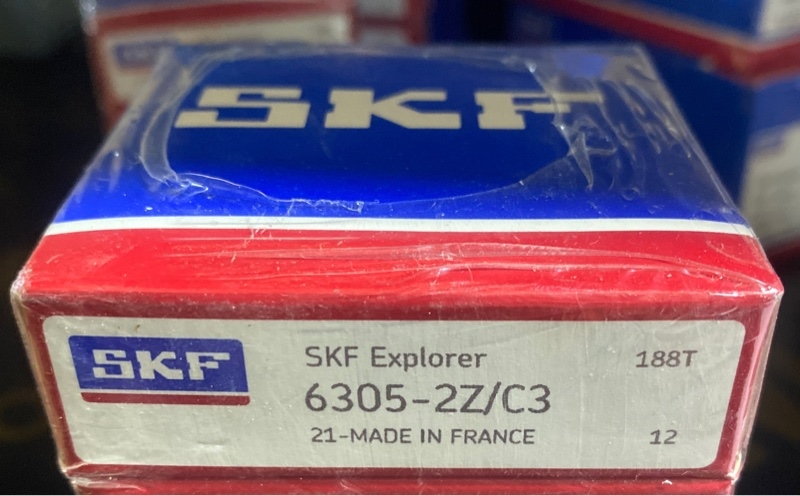 SKF
SKF
SKF Explorer
188T
6305-2Z/C3
21-MADE IN FRANCE
12